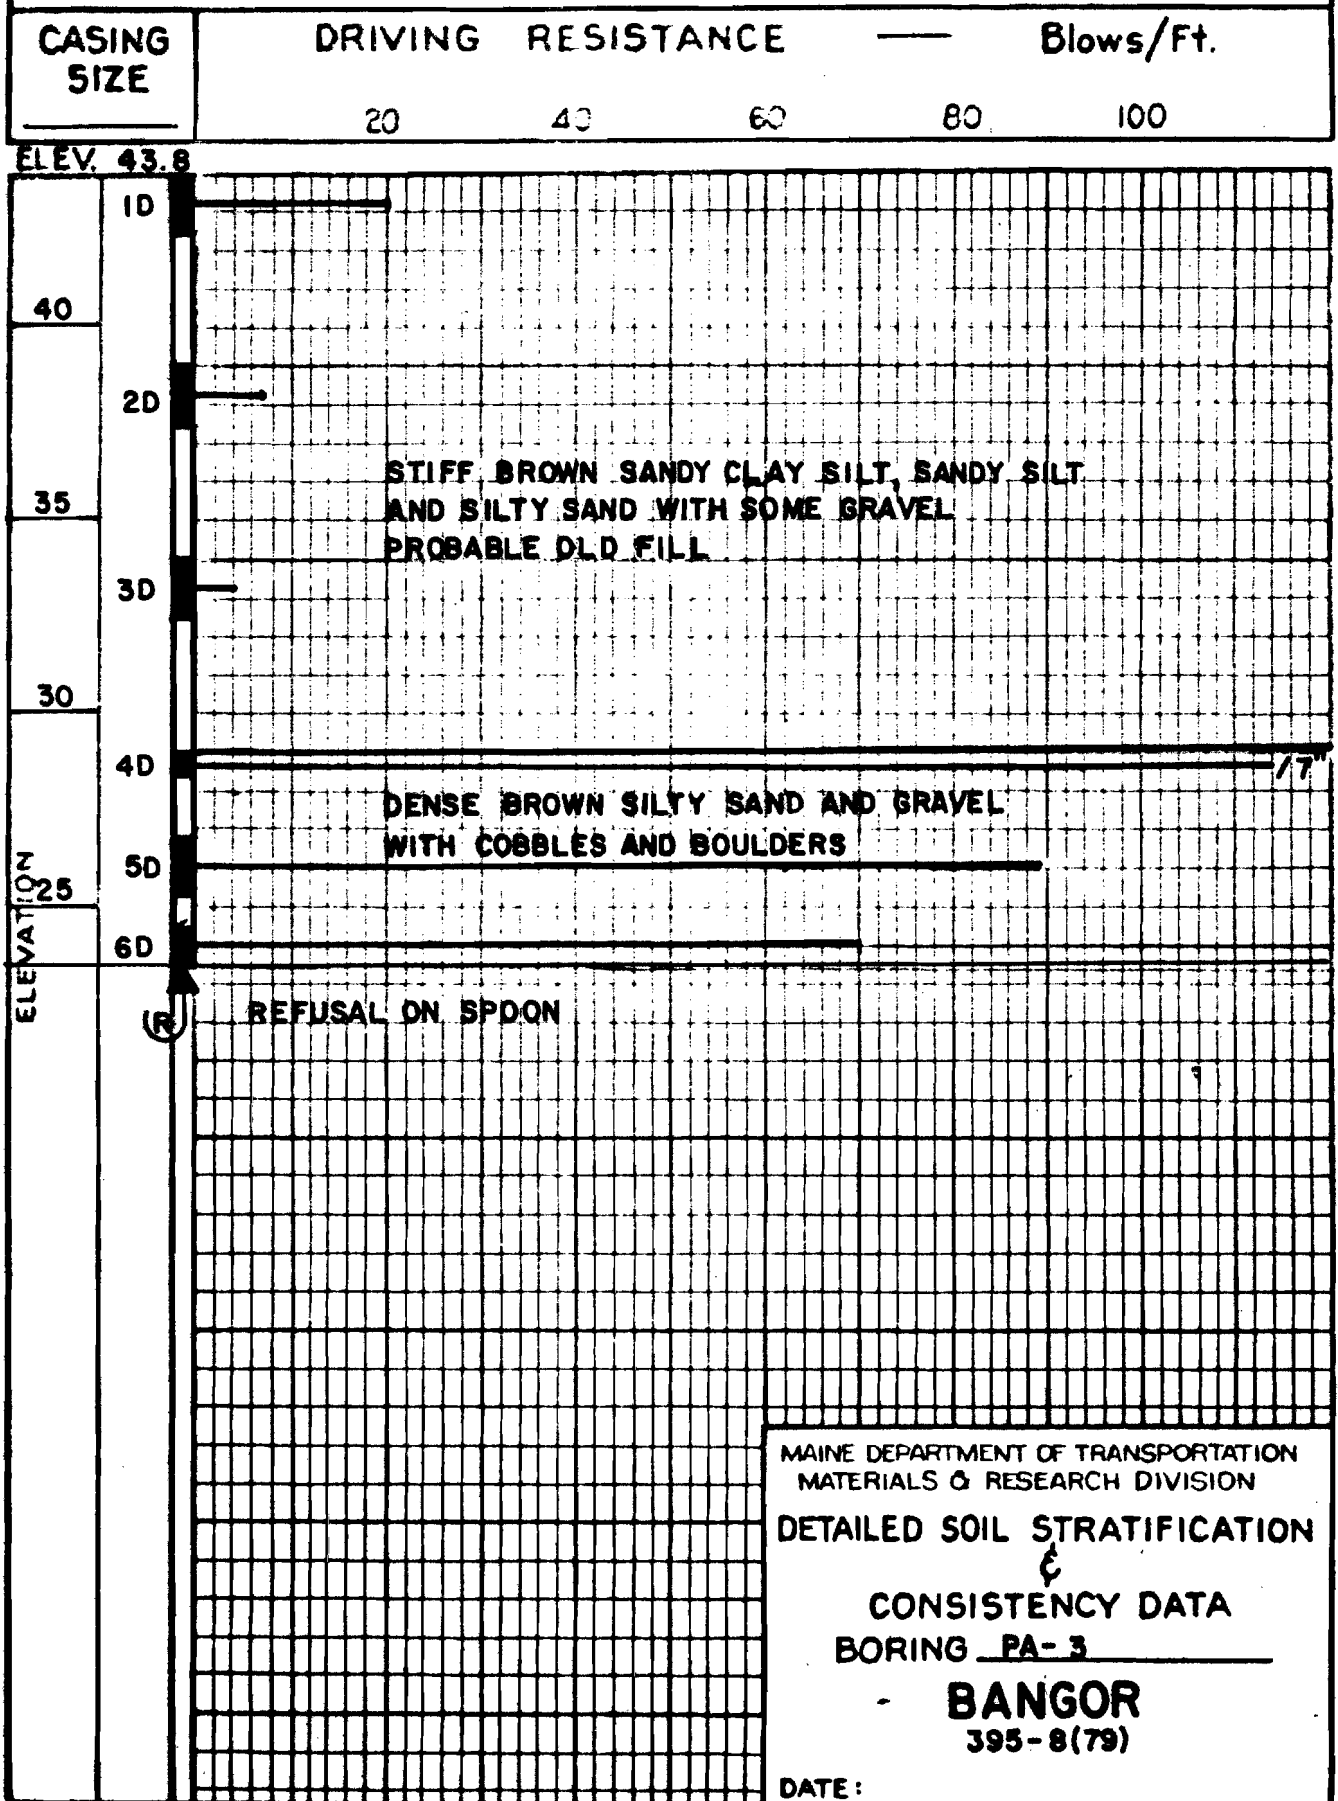 CASING SIZE
DRIVING RESISTANCE — Blows/Ft.
20 40 60 80 100
ELEV. 43.8
1D
40
2D
STIFF BROWN SANDY CLAY SILT, SANDY SILT
AND SILTY SAND WITH SOME GRAVEL
PROBABLE OLD FILL
35
3D
30
4D
/7"
DENSE BROWN SILTY SAND AND GRAVEL
WITH COBBLES AND BOULDERS
5D
25
ELEVATION
6D
R
REFUSAL ON SPOON
MAINE DEPARTMENT OF TRANSPORTATION
MATERIALS & RESEARCH DIVISION
DETAILED SOIL STRATIFICATION
&
CONSISTENCY DATA
BORING PA-3
BANGOR
395-8(79)
DATE: